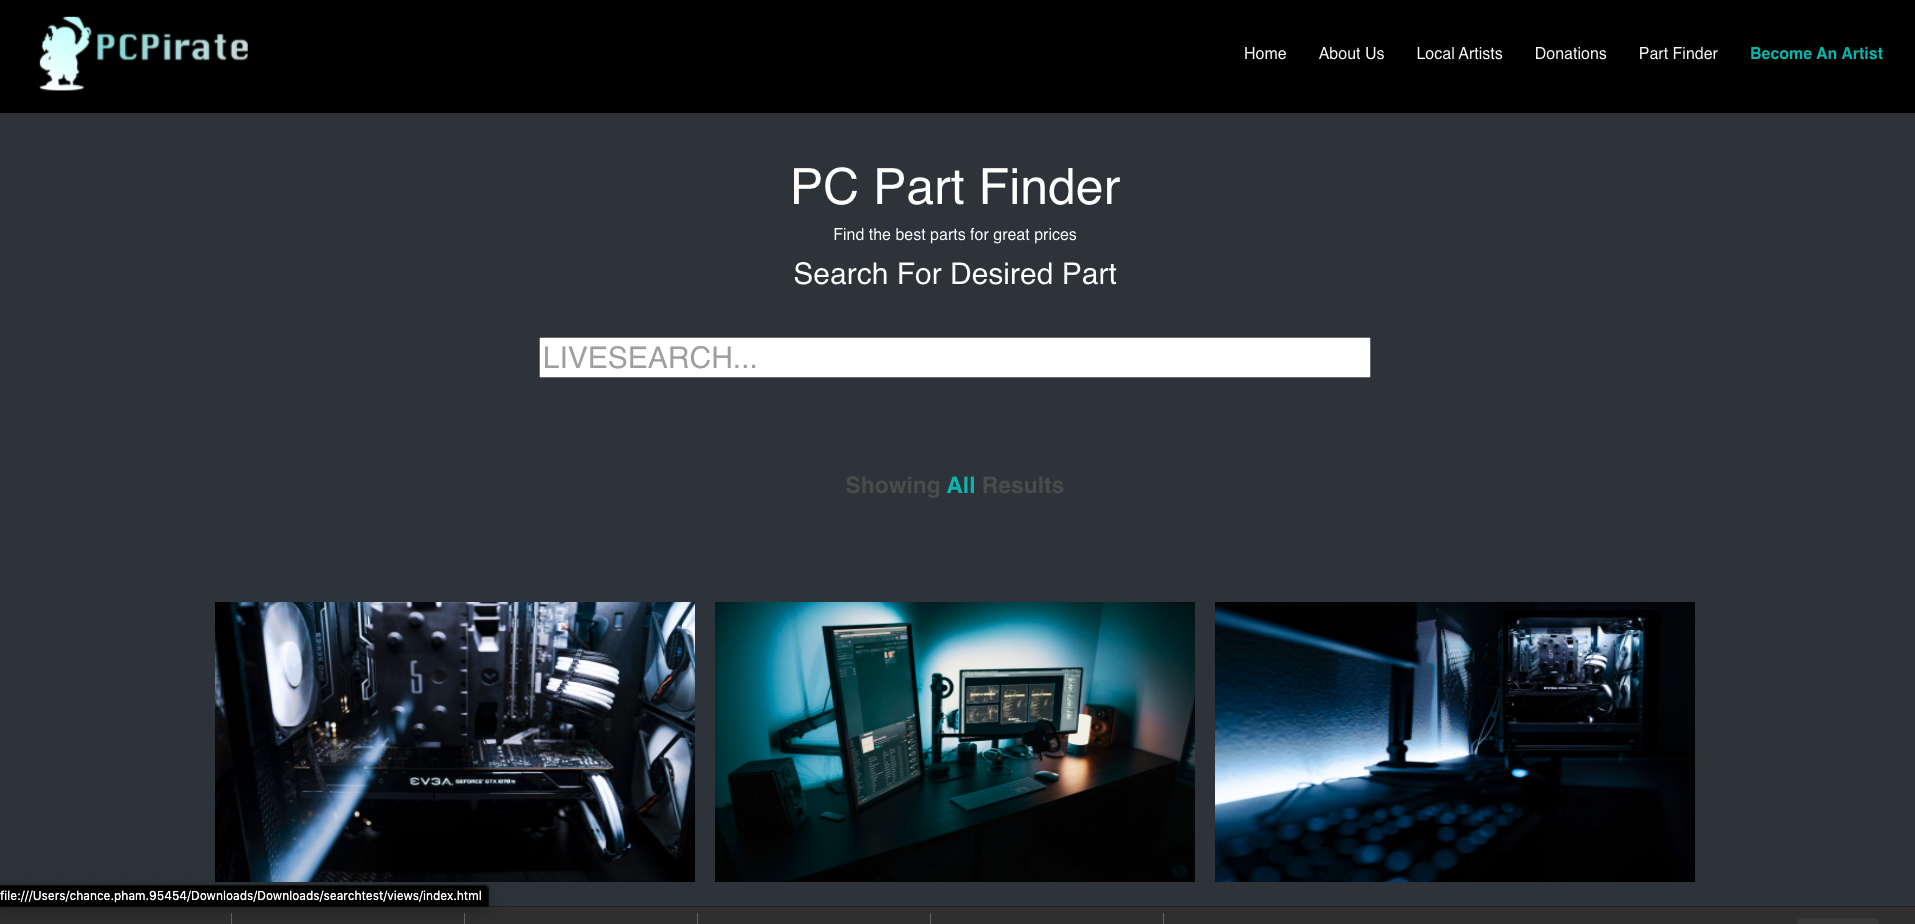 PCPirate
Home About Us Local Artists Donations Part Finder Become An Artist
PC Part Finder
Find the best parts for great prices
Search For Desired Part
LIVESEARCH...
Showing All Results
EVGA GEFORCE GTX 1070 Ti
file:///Users/chance.pham.95454/Downloads/Downloads/searchtest/views/index.html